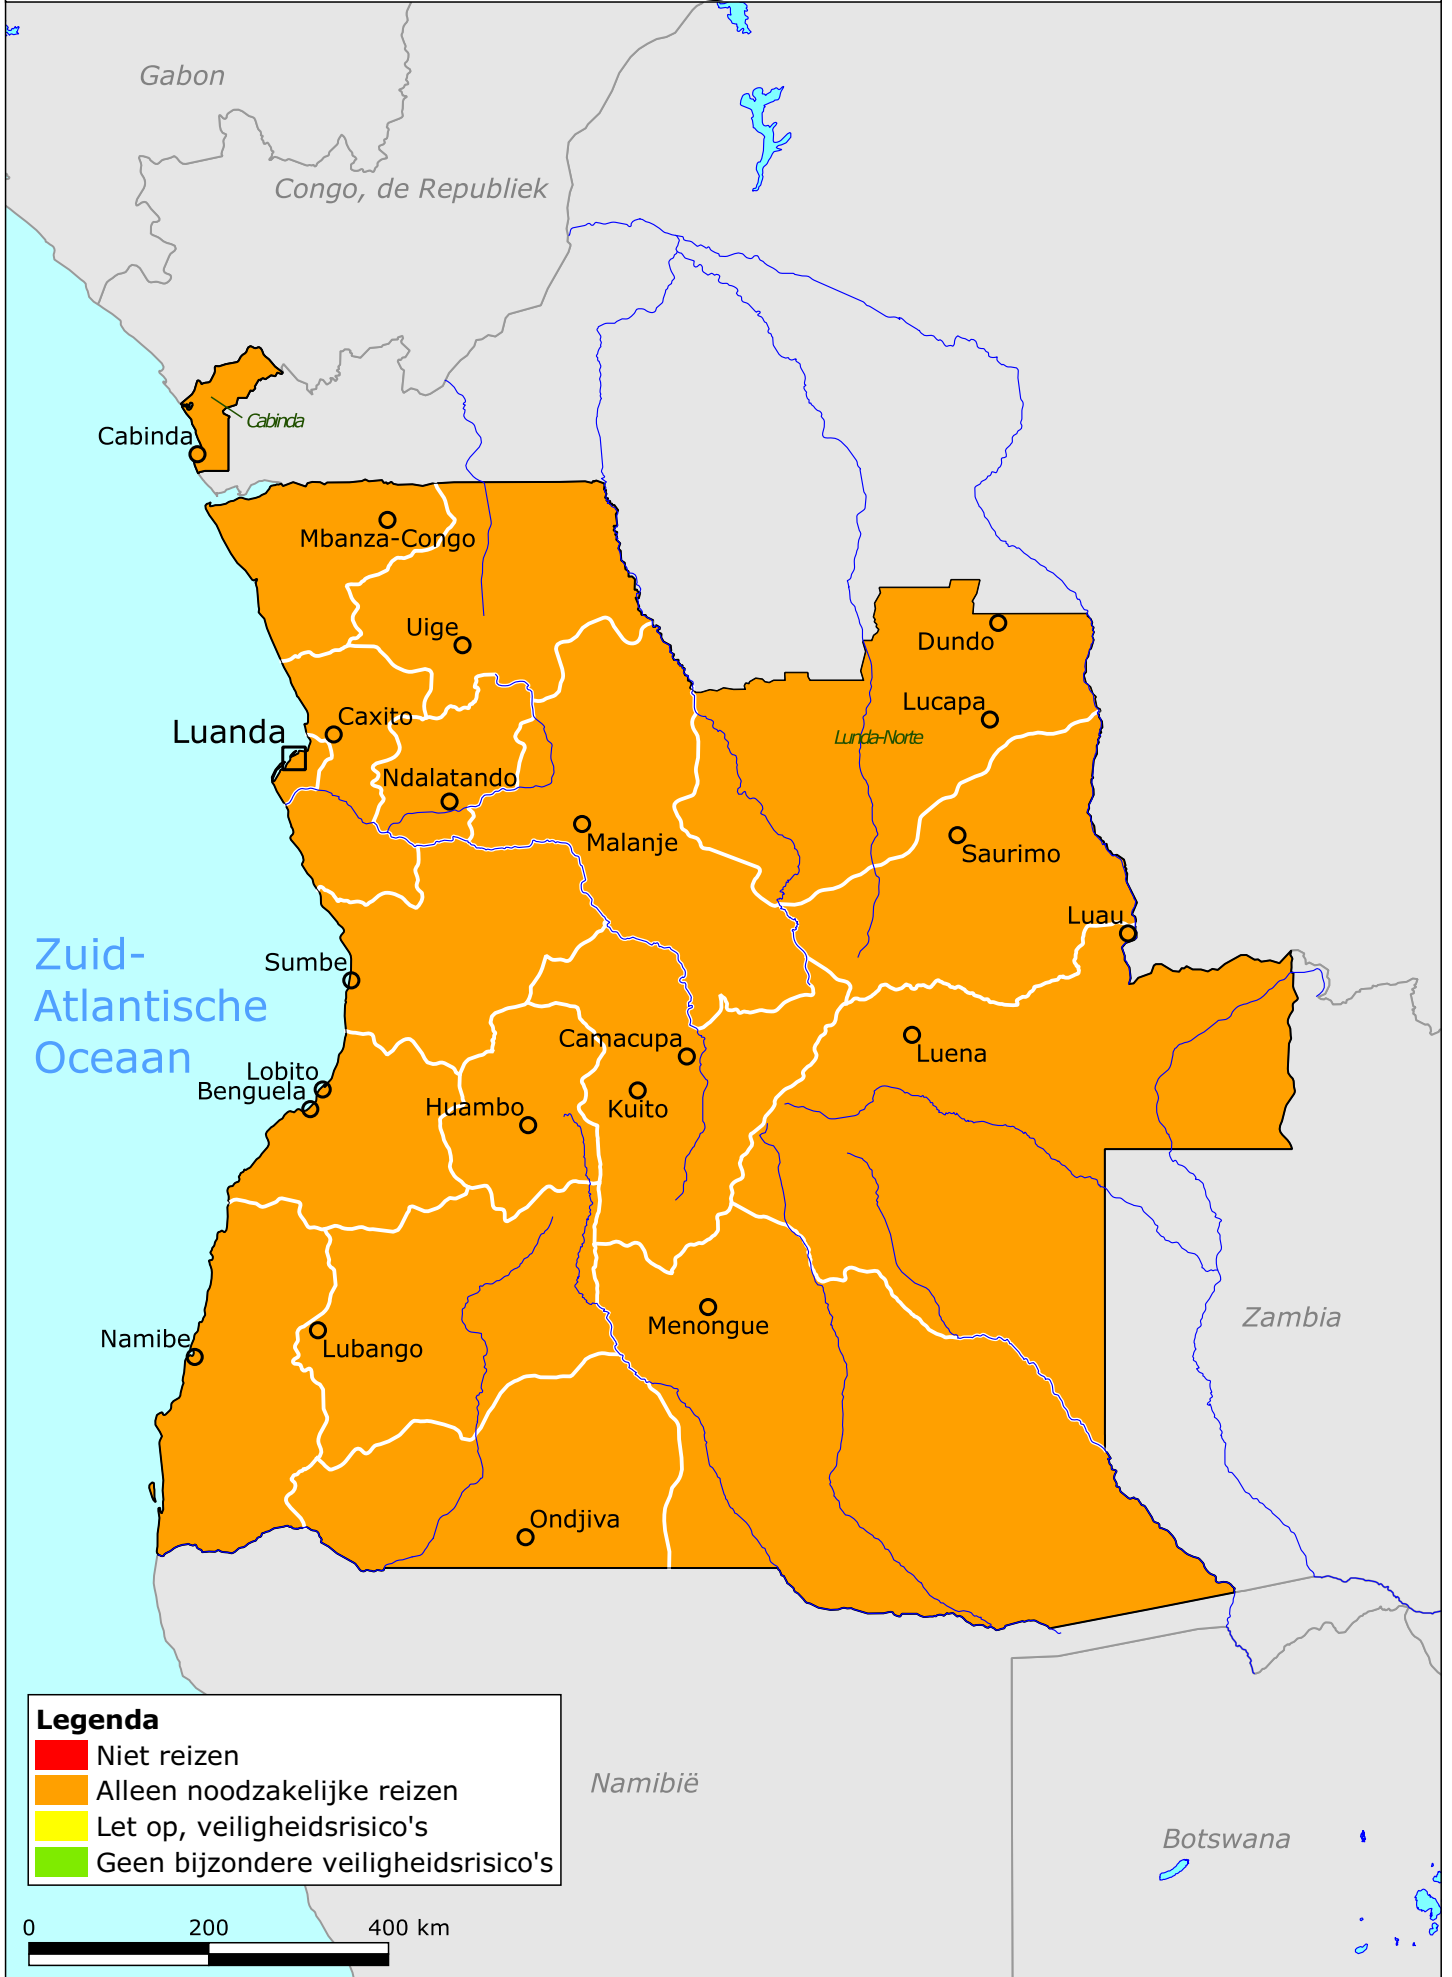 Gabon
Congo, de Republiek
Cabinda
Cabinda
Mbanza-Congo
Uige
Dundo
Lucapa
Caxito
Luanda
Lunda-Norte
Ndalatando
Malanje
Saurimo
Luau
Zuid-
Atlantische
Oceaan
Sumbe
Camacupa
Luena
Lobito
Benguela
Huambo
Kuito
Zambia
Menongue
Namibe
Lubango
Ondjiva
Legenda
Niet reizen
Alleen noodzakelijke reizen
Let op, veiligheidsrisico's
Geen bijzondere veiligheidsrisico's
Namibië
Botswana
0 200 400 km